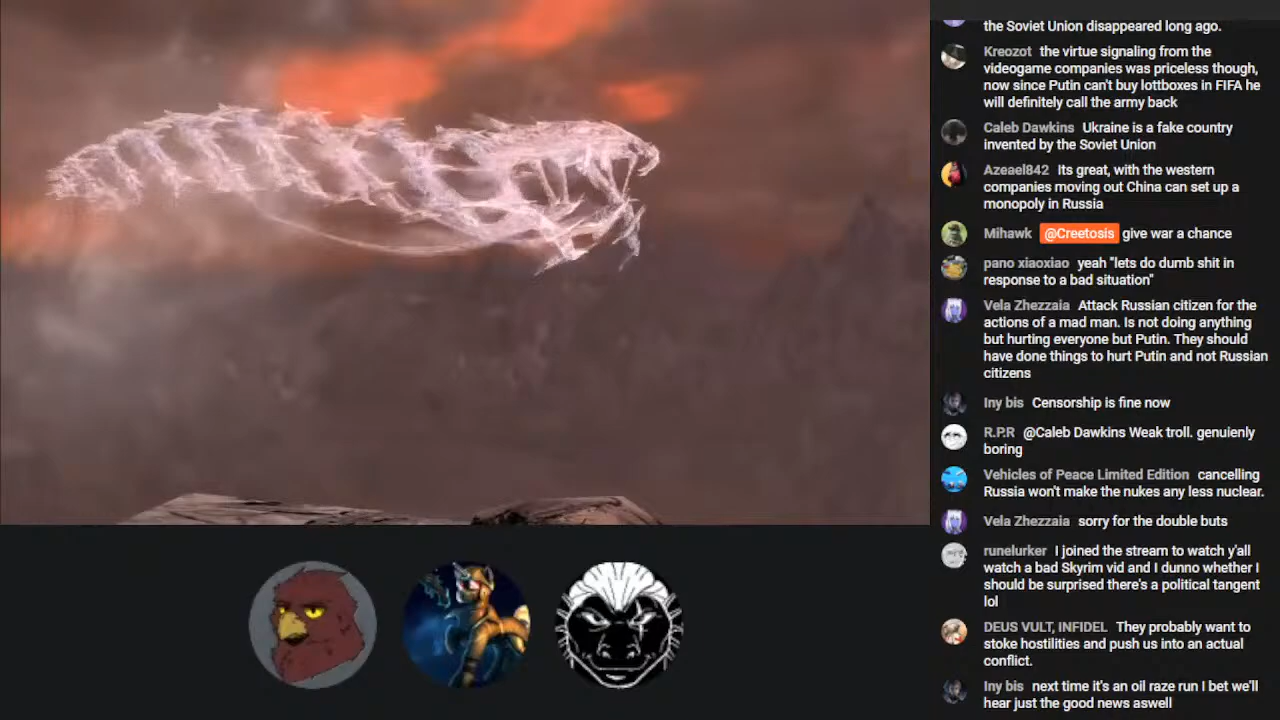 the Soviet Union disappeared long ago.
Kreozot the virtue signaling from the
videogame companies was priceless though,
now since Putin can't buy lottboxes in FIFA he
will definitely call the army back
Caleb Dawkins Ukraine is a fake country
invented by the Soviet Union
Azeael842 Its great, with the western
companies moving out China can set up a
monopoly in Russia
Mihawk @Creetosis give war a chance
pano xiaoxiao yeah "lets do dumb shit in
response to a bad situation"
Vela Zhezzaia Attack Russian citizen for the
actions of a mad man. Is not doing anything
but hurting everyone but Putin. They should
have done things to hurt Putin and not Russian
citizens
Iny bis Censorship is fine now
R.P.R @Caleb Dawkins Weak troll. genuienly
boring
Vehicles of Peace Limited Edition cancelling
Russia won't make the nukes any less nuclear.
Vela Zhezzaia sorry for the double buts
runelurker I joined the stream to watch y'all
watch a bad Skyrim vid and I dunno whether I
should be surprised there's a political tangent
lol
DEUS VULT, INFIDEL They probably want to
stoke hostilities and push us into an actual
conflict.
Iny bis next time it's an oil raze run I bet we'll
hear just the good news aswell